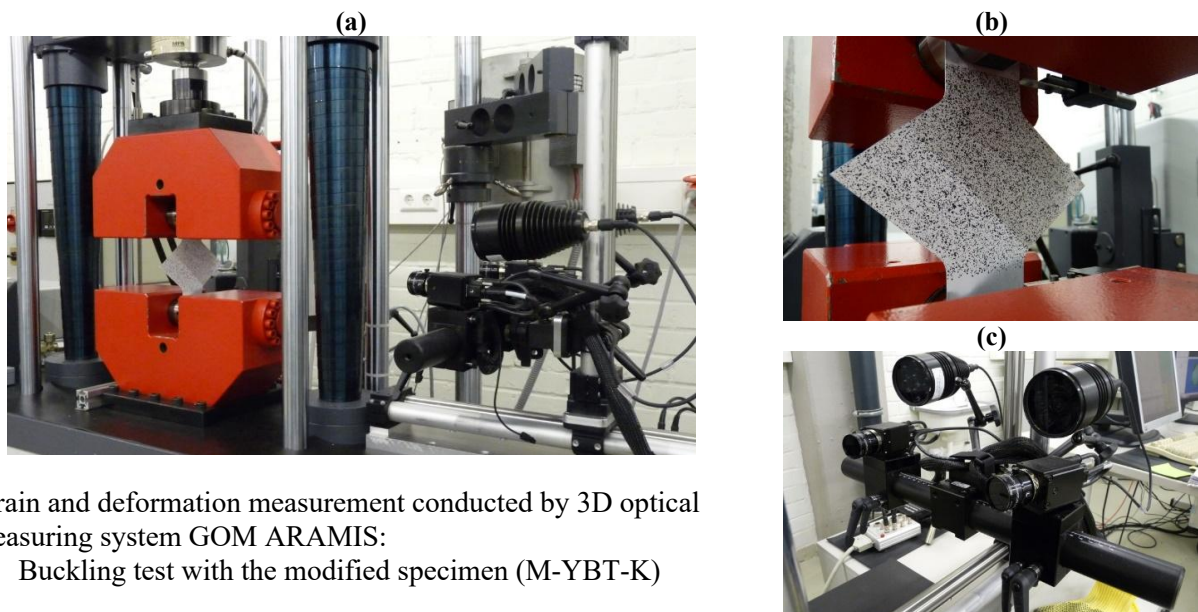 (a)
(b)
(c)
rain and deformation measurement conducted by 3D optical
easuring system GOM ARAMIS:
Buckling test with the modified specimen (M-YBT-K)